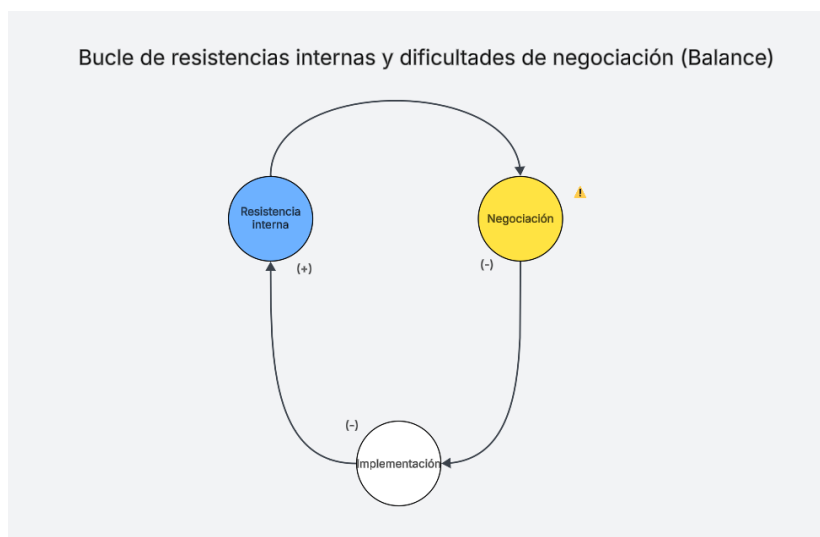 Bucle de resistencias internas y dificultades de negociación (Balance)
Resistencia
interna
Negociación
(+)
(-)
(-)
Implementación